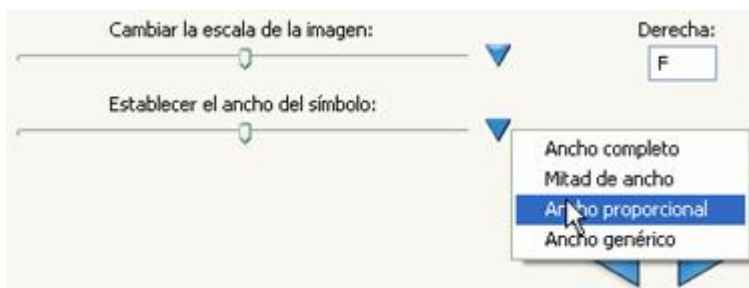 Cambiar la escala de la imagen:
Derecha:
F
Establecer el ancho del símbolo:
Ancho completo
Mitad de ancho
Ancho proporcional
Ancho genérico